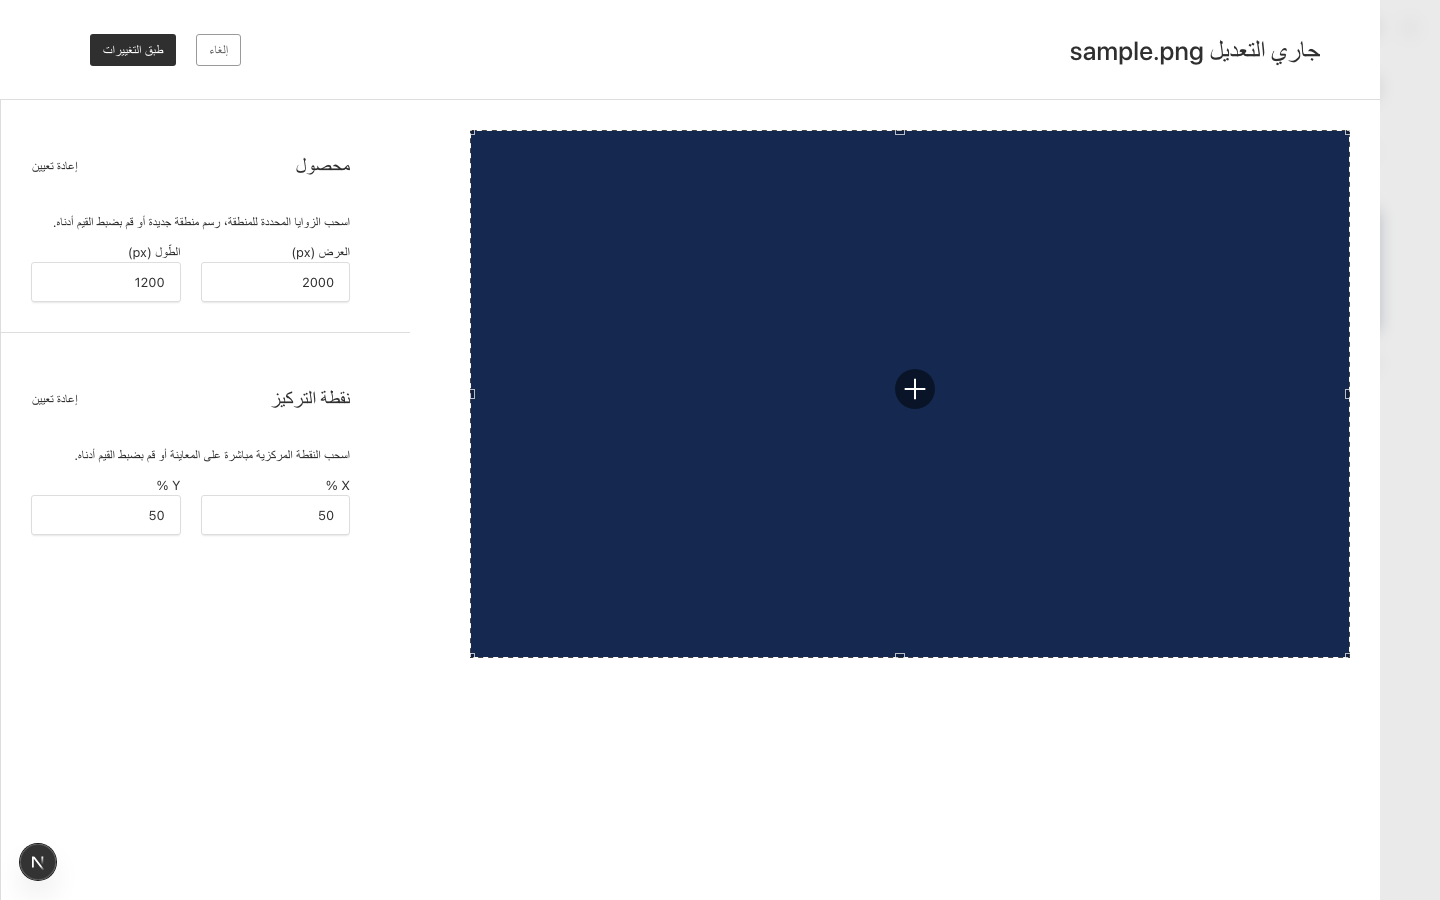 جاري التعديل sample.png
إلغاء
طبق التغييرات
محصول
إعادة تعيين
اسحب الزوايا المحددة للمنطقة، رسم منطقة جديدة أو قم بضبط القيم أدناه.
العرض (px)
الطّول (px)
2000
1200
نقطة التركيز
إعادة تعيين
اسحب النقطة المركزية مباشرة على المعاينة أو قم بضبط القيم أدناه.
X %
Y %
50
50
N